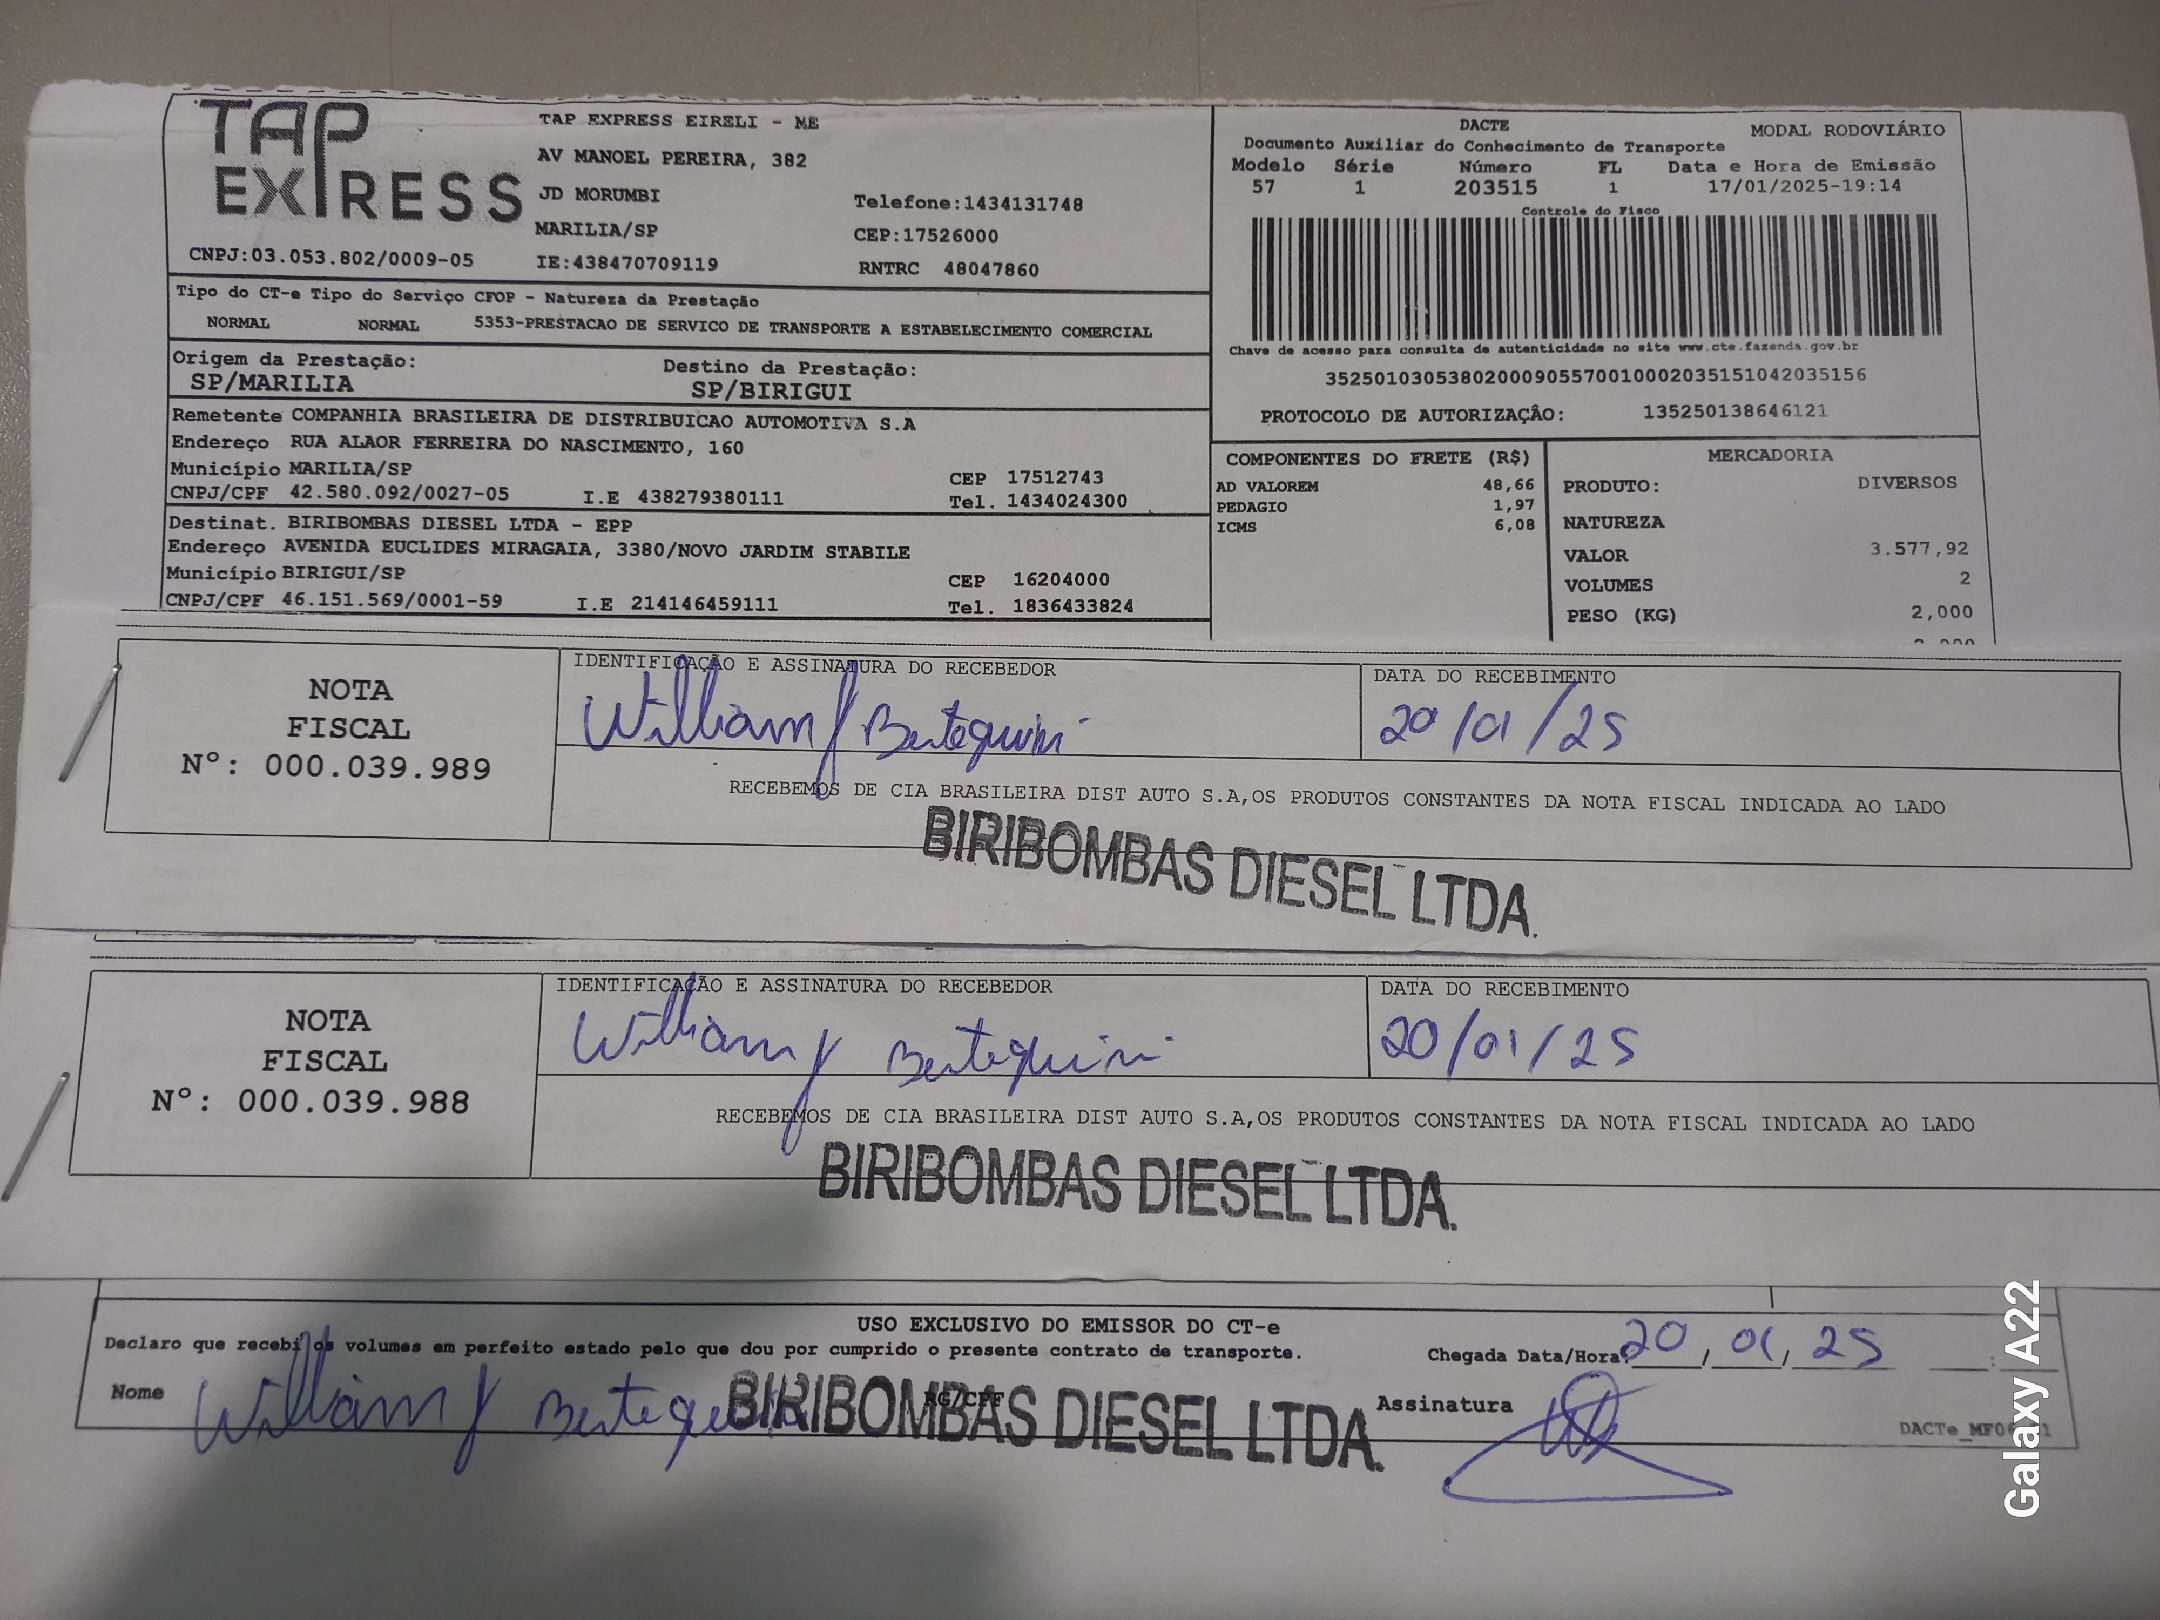 TAP EXPRESS
TAP EXPRESS EIRELI - ME
AV MANOEL PEREIRA, 382
JD MORUMBI
Telefone:1434131748
MARILIA/SP
CEP:17526000
CNPJ:03.053.802/0009-05
IE:438470709119
RNTRC 48047860
Tipo do CT-e Tipo do Serviço CFOP - Natureza da Prestação
NORMAL NORMAL 5353-PRESTACAO DE SERVICO DE TRANSPORTE A ESTABELECIMENTO COMERCIAL
Origem da Prestação: Destino da Prestação:
SP/MARILIA SP/BIRIGUI
Remetente COMPANHIA BRASILEIRA DE DISTRIBUICAO AUTOMOTIVA S.A
Endereço RUA ALAOR FERREIRA DO NASCIMENTO, 160
Município MARILIA/SP CEP 17512743
CNPJ/CPF 42.580.092/0027-05 I.E 438279380111 Tel. 1434024300
Destinat. BIRIBOMBAS DIESEL LTDA - EPP
Endereço AVENIDA EUCLIDES MIRAGAIA, 3380/NOVO JARDIM STABILE
Município BIRIGUI/SP CEP 16204000
CNPJ/CPF 46.151.569/0001-59 I.E 214146459111 Tel. 1836433824
DACTE MODAL RODOVIÁRIO
Documento Auxiliar do Conhecimento de Transporte
Modelo Série Número FL Data e Hora de Emissão
57 1 203515 1 17/01/2025-19:14
Controle do Fisco
Chave de acesso para consulta de autenticidade no site www.cte.fazenda.gov.br
35250103053802000905570010002035151042035156
PROTOCOLO DE AUTORIZAÇÃO: 135250138646121
COMPONENTES DO FRETE (R$)
AD VALOREM 48,66
PEDAGIO 1,97
ICMS 6,08
MERCADORIA
PRODUTO: DIVERSOS
NATUREZA
VALOR 3.577,92
VOLUMES 2
PESO (KG) 2,000
NOTA
FISCAL
Nº: 000.039.989
IDENTIFICAÇÃO E ASSINATURA DO RECEBEDOR
William J Bertequini
DATA DO RECEBIMENTO
20/01/25
RECEBEMOS DE CIA BRASILEIRA DIST AUTO S.A,OS PRODUTOS CONSTANTES DA NOTA FISCAL INDICADA AO LADO
BIRIBOMBAS DIESEL LTDA.
NOTA
FISCAL
Nº: 000.039.988
IDENTIFICAÇÃO E ASSINATURA DO RECEBEDOR
William J Bertequini
DATA DO RECEBIMENTO
20/01/25
RECEBEMOS DE CIA BRASILEIRA DIST AUTO S.A,OS PRODUTOS CONSTANTES DA NOTA FISCAL INDICADA AO LADO
BIRIBOMBAS DIESEL LTDA.
USO EXCLUSIVO DO EMISSOR DO CT-e
Declaro que recebi os volumes em perfeito estado pelo que dou por cumprido o presente contrato de transporte.
Chegada Data/Hora: 20/01/25
Nome William J Bertequini RG/CPF Assinatura
BIRIBOMBAS DIESEL LTDA.
Galaxy A22